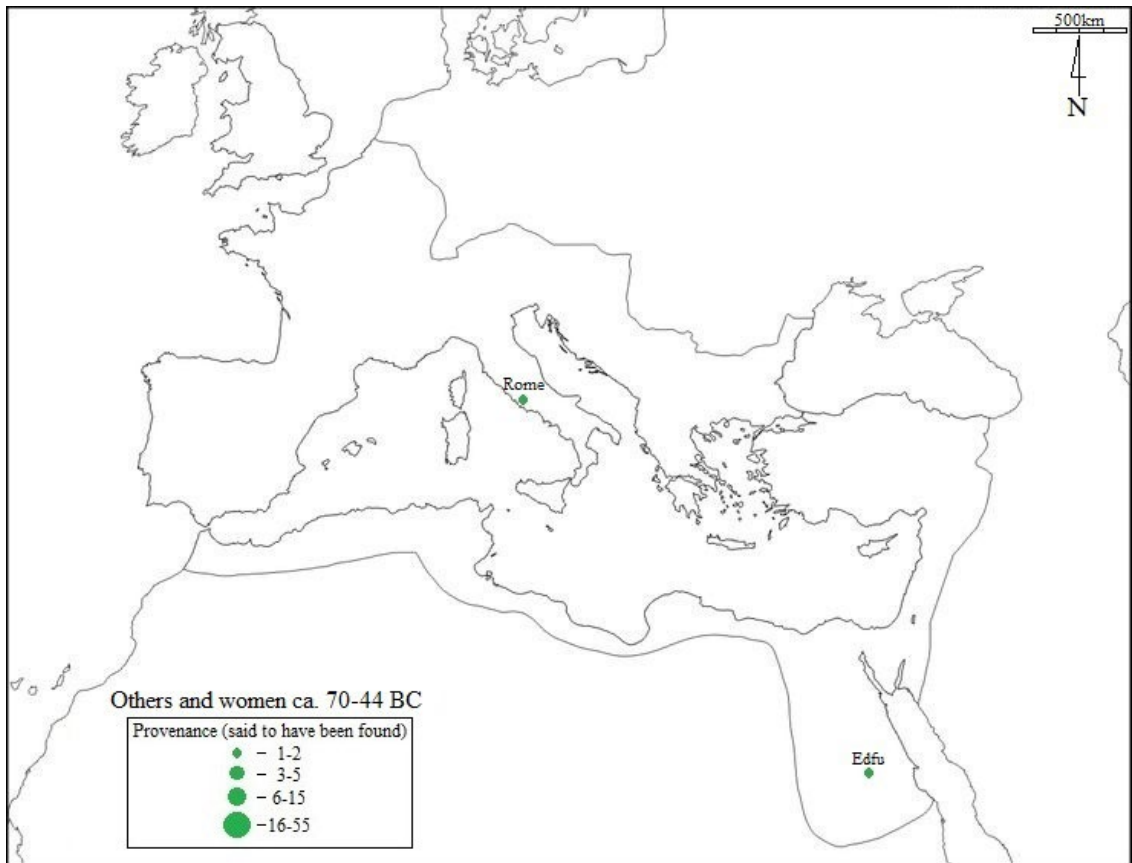 500km
N
Rome
Others and women ca. 70-44 BC
Provenance (said to have been found)
– 1-2
– 3-5
– 6-15
–16-55
Edfu